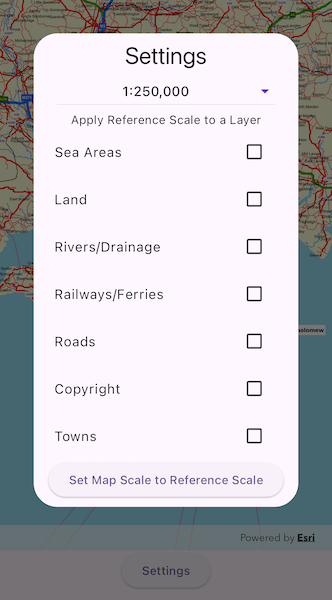 Settings
1:250,000
Apply Reference Scale to a Layer
Sea Areas
Land
Rivers/Drainage
Railways/Ferries
Roads
Copyright
Towns
Set Map Scale to Reference Scale
Powered by Esri
Settings